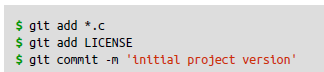 $ git add *.c
$ git add LICENSE
$ git commit -m 'initial project version'